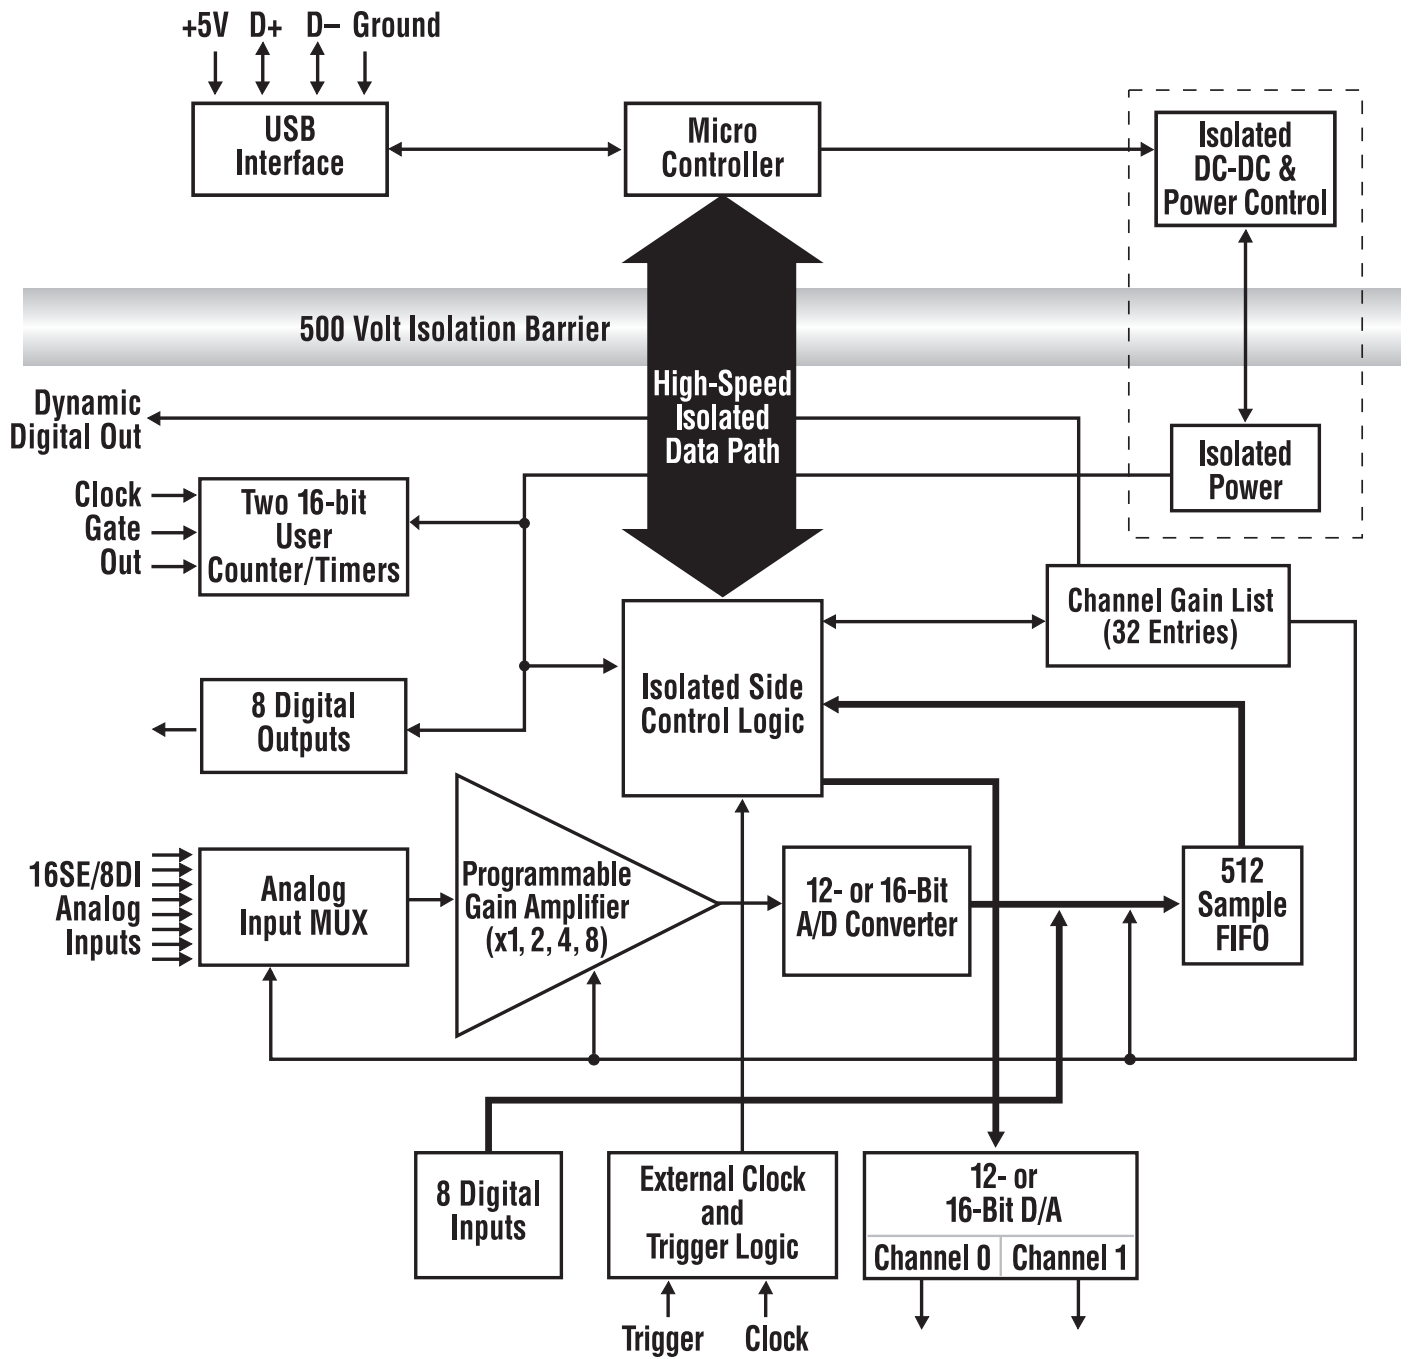 +5V D+ D– Ground
USB
Interface
Micro
Controller
Isolated
DC-DC &
Power Control
500 Volt Isolation Barrier
High-Speed
Isolated
Data Path
Dynamic
Digital Out
Isolated
Power
Clock
Gate
Out
Two 16-bit
User
Counter/Timers
Channel Gain List
(32 Entries)
Isolated Side
Control Logic
8 Digital
Outputs
16SE/8DI
Analog
Inputs
Analog
Input MUX
Programmable
Gain Amplifier
(x1, 2, 4, 8)
12- or 16-Bit
A/D Converter
512
Sample
FIFO
8 Digital
Inputs
External Clock
and
Trigger Logic
12- or
16-Bit D/A
Channel 0 Channel 1
Trigger Clock